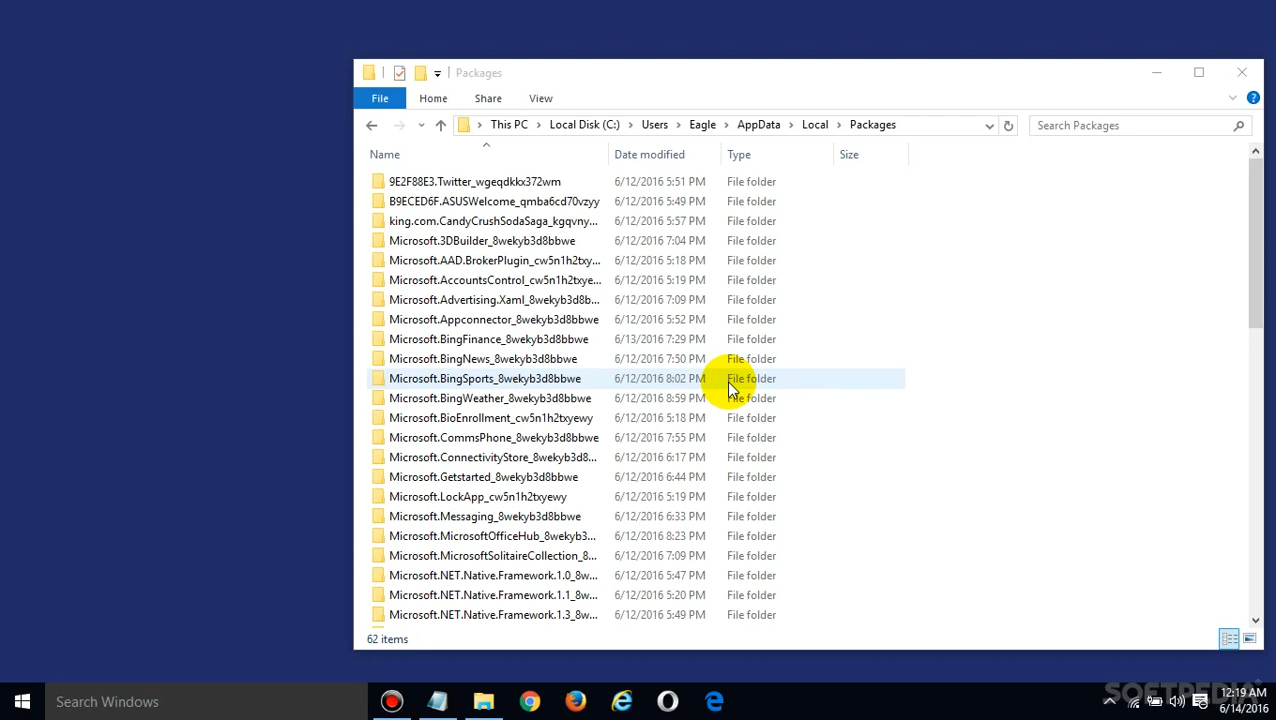 Packages
File Home Share View
This PC Local Disk (C:) Users Eagle AppData Local Packages Search Packages
Name Date modified Type Size
9E2F88E3.Twitter_wgeqdkkx372wm 6/12/2016 5:51 PM File folder
B9ECED6F.ASUSWelcome_qmba6cd70vzyy 6/12/2016 5:49 PM File folder
king.com.CandyCrushSodaSaga_kgqvny... 6/12/2016 5:57 PM File folder
Microsoft.3DBuilder_8wekyb3d8bbwe 6/12/2016 7:04 PM File folder
Microsoft.AAD.BrokerPlugin_cw5n1h2txy... 6/12/2016 5:18 PM File folder
Microsoft.AccountsControl_cw5n1h2txye... 6/12/2016 5:19 PM File folder
Microsoft.Advertising.Xaml_8wekyb3d8b... 6/12/2016 7:09 PM File folder
Microsoft.Appconnector_8wekyb3d8bbwe 6/12/2016 5:52 PM File folder
Microsoft.BingFinance_8wekyb3d8bbwe 6/13/2016 7:29 PM File folder
Microsoft.BingNews_8wekyb3d8bbwe 6/12/2016 7:50 PM File folder
Microsoft.BingSports_8wekyb3d8bbwe 6/12/2016 8:02 PM File folder
Microsoft.BingWeather_8wekyb3d8bbwe 6/12/2016 8:59 PM File folder
Microsoft.BioEnrollment_cw5n1h2txyewy 6/12/2016 5:18 PM File folder
Microsoft.CommsPhone_8wekyb3d8bbwe 6/12/2016 7:55 PM File folder
Microsoft.ConnectivityStore_8wekyb3d8... 6/12/2016 6:17 PM File folder
Microsoft.Getstarted_8wekyb3d8bbwe 6/12/2016 6:44 PM File folder
Microsoft.LockApp_cw5n1h2txyewy 6/12/2016 5:19 PM File folder
Microsoft.Messaging_8wekyb3d8bbwe 6/12/2016 6:33 PM File folder
Microsoft.MicrosoftOfficeHub_8wekyb3... 6/12/2016 8:23 PM File folder
Microsoft.MicrosoftSolitaireCollection_8... 6/12/2016 7:09 PM File folder
Microsoft.NET.Native.Framework.1.0_8w... 6/12/2016 5:47 PM File folder
Microsoft.NET.Native.Framework.1.1_8w... 6/12/2016 5:20 PM File folder
Microsoft.NET.Native.Framework.1.3_8w... 6/12/2016 5:49 PM File folder
62 items
Search Windows
SOFTPEDIA
12:19 AM
6/14/2016